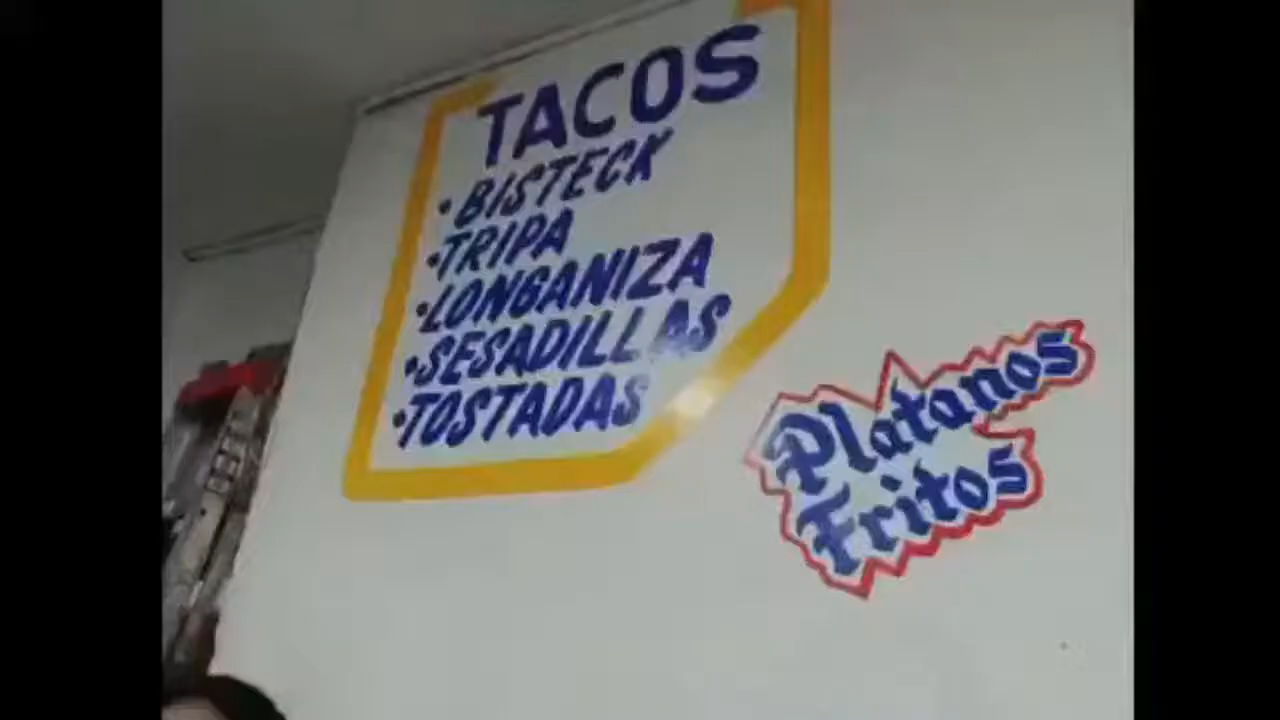 TACOS
•BISTECK
•TRIPA
•LONGANIZA
•SESADILLAS
•TOSTADAS
Platanos
Fritos